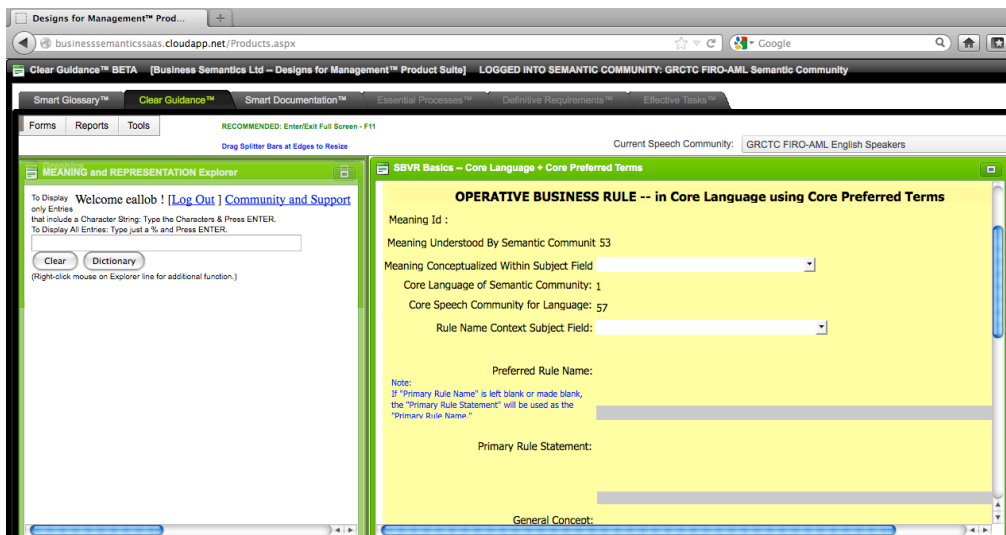 Designs for Management™ Prod...
businesssemanticssaas.cloudapp.net/Products.aspx
Google
Clear Guidance™ BETA [Business Semantics Ltd -- Designs for Management™ Product Suite] LOGGED INTO SEMANTIC COMMUNITY: GRCTC FIRO-AML Semantic Community
Smart Glossary™ Clear Guidance™ Smart Documentation™ Essential Processes™ Definitive Requirements™ Effective Tasks™
Forms Reports Tools
RECOMMENDED: Enter/Exit Full Screen - F11
Drag Splitter Bars at Edges to Resize
Current Speech Community: GRCTC FIRO-AML English Speakers
Graphics
MEANING and REPRESENTATION Explorer
To Display Welcome eallob ! [Log Out ] Community and Support
only Entries
that include a Character String: Type the Characters & Press ENTER.
To Display All Entries: Type just a % and Press ENTER.
Clear Dictionary
(Right-click mouse on Explorer line for additional function.)
SBVR Basics -- Core Language + Core Preferred Terms
OPERATIVE BUSINESS RULE -- in Core Language using Core Preferred Terms
Meaning Id :
Meaning Understood By Semantic Communit 53
Meaning Conceptualized Within Subject Field
Core Language of Semantic Community: 1
Core Speech Community for Language: 57
Rule Name Context Subject Field:
Preferred Rule Name:
Note:
If "Primary Rule Name" is left blank or made blank,
the "Primary Rule Statement" will be used as the
"Primary Rule Name."
Primary Rule Statement:
General Concept: